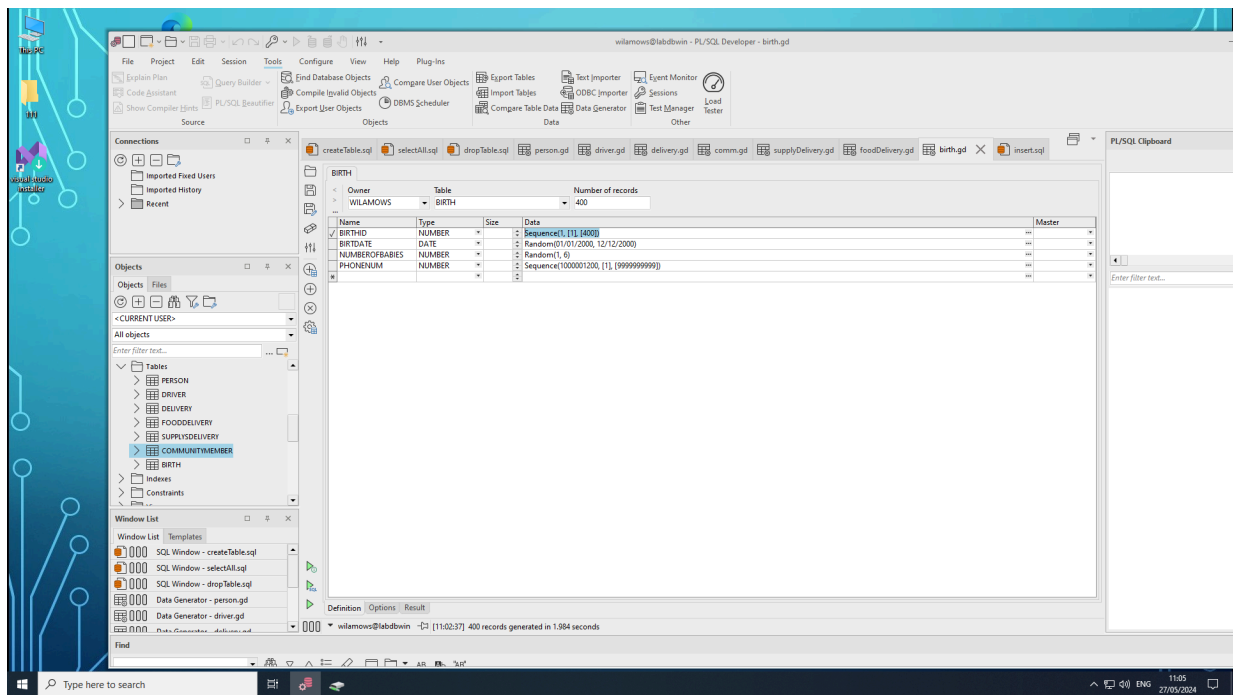 This PC
111
visual studio installer
wilamows@labdbwin - PL/SQL Developer - birth.gd
File Project Edit Session Tools Configure View Help Plug-Ins
Explain Plan
Code Assistant
Show Compiler Hints
Query Builder
PL/SQL Beautifier
Source
Find Database Objects
Compile Invalid Objects
Export User Objects
Compare User Objects
DBMS Scheduler
Objects
Export Tables
Import Tables
Compare Table Data
Text Importer
ODBC Importer
Data Generator
Data
Event Monitor
Sessions
Test Manager
Load Tester
Other
Connections
Imported Fixed Users
Imported History
Recent
Objects
Objects Files
<CURRENT USER>
All objects
Enter filter text...
Tables
PERSON
DRIVER
DELIVERY
FOODDELIVERY
SUPPLYSDELIVERY
COMMUNITYMEMBER
BIRTH
Indexes
Constraints
Window List
Window List Templates
SQL Window - createTable.sql
SQL Window - selectAll.sql
SQL Window - dropTable.sql
Data Generator - person.gd
Data Generator - driver.gd
Data Generator - delivery.gd
createTable.sql selectAll.sql dropTable.sql person.gd driver.gd delivery.gd comm.gd supplyDelivery.gd foodDelivery.gd birth.gd insert.sql
BIRTH
Owner Table Number of records
WILAMOWS BIRTH 400
Name Type Size Data Master
BIRTHID NUMBER Sequence(1, [1], [400])
BIRTDATE DATE Random(01/01/2000, 12/12/2000)
NUMBEROFBABIES NUMBER Random(1, 6)
PHONENUM NUMBER Sequence(1000001200, [1], [9999999999])
Definition Options Result
wilamows@labdbwin [11:02:37] 400 records generated in 1.984 seconds
PL/SQL Clipboard
Enter filter text...
Find
AB "AB"
Type here to search
ENG
11:05
27/05/2024